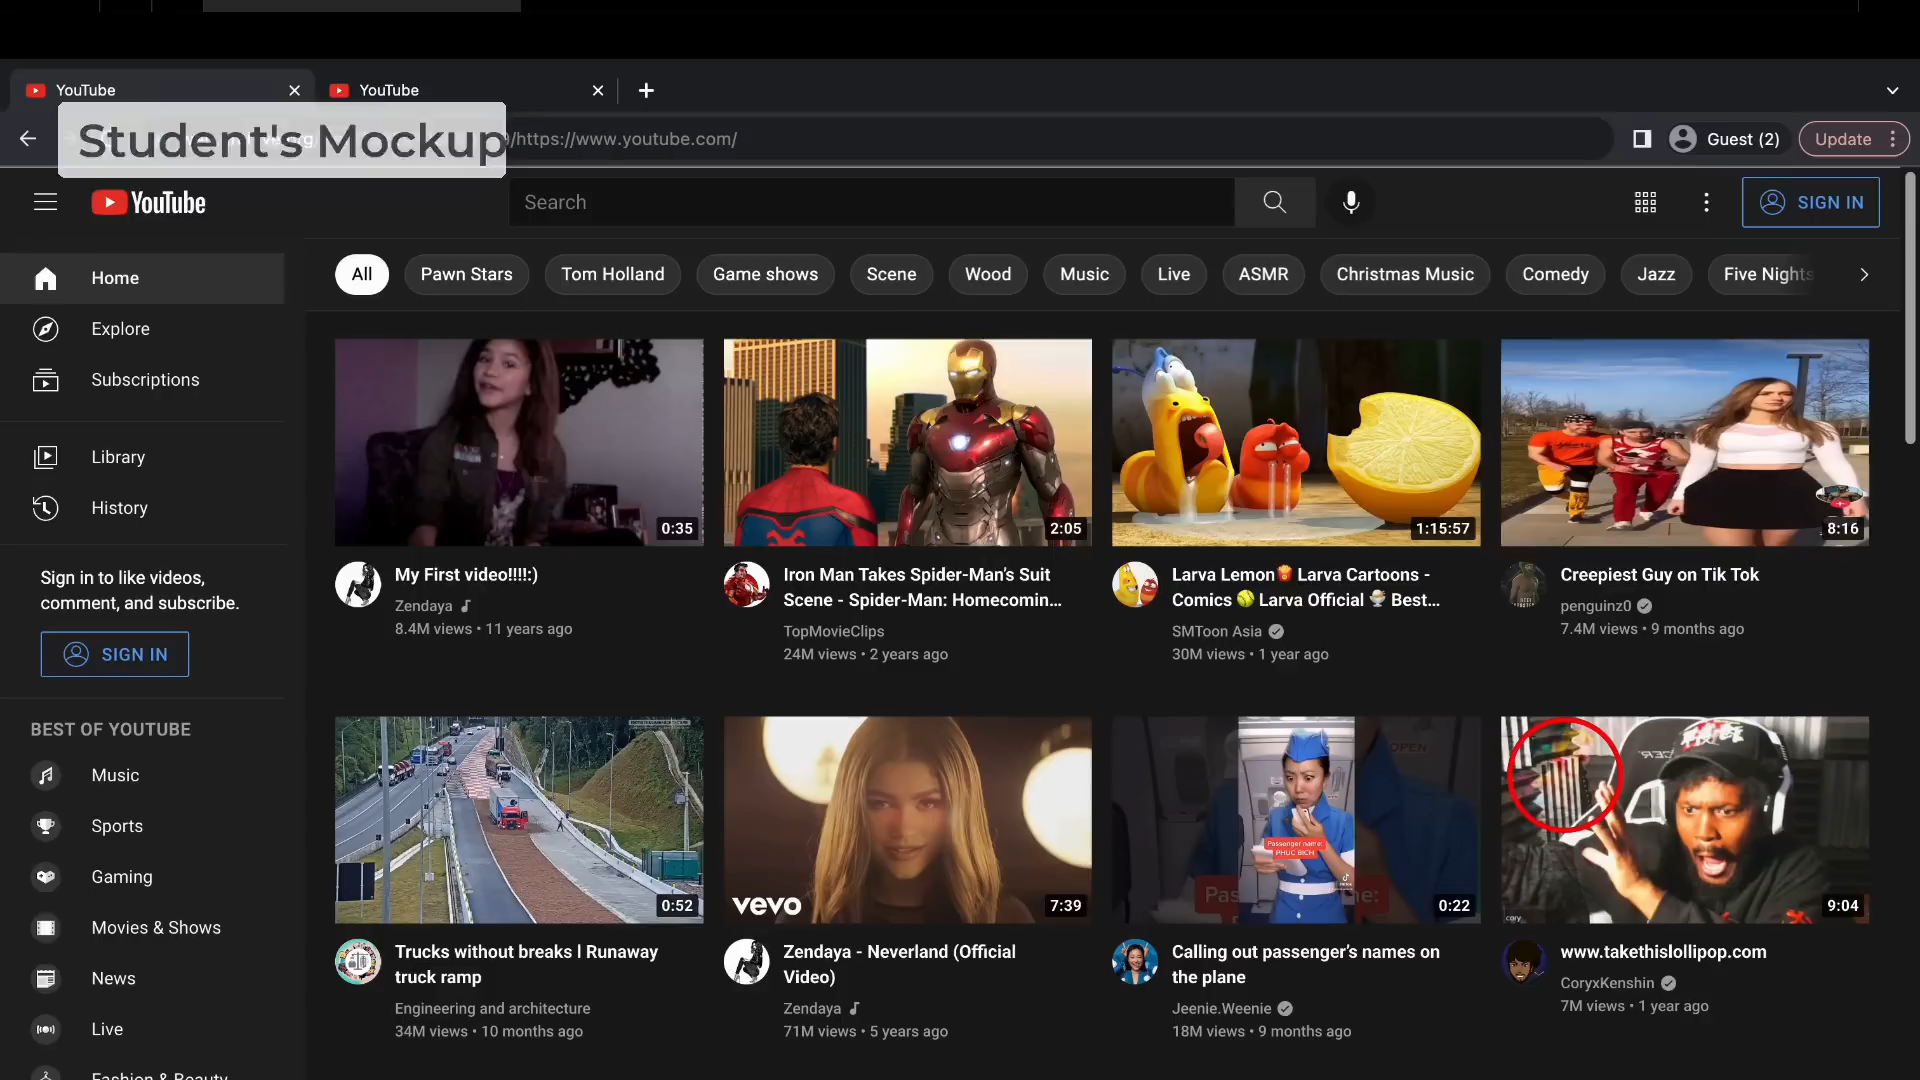 YouTube
YouTube
Student's Mockup
/https://www.youtube.com/
Guest (2)
Update
YouTube
Search
SIGN IN
Home
Explore
Subscriptions
Library
History
Sign in to like videos,
comment, and subscribe.
SIGN IN
BEST OF YOUTUBE
Music
Sports
Gaming
Movies & Shows
News
Live
Fashion & Beauty
All
Pawn Stars
Tom Holland
Game shows
Scene
Wood
Music
Live
ASMR
Christmas Music
Comedy
Jazz
Five Nights
0:35
My First video!!!!:)
Zendaya
8.4M views • 11 years ago
2:05
Iron Man Takes Spider-Man's Suit
Scene - Spider-Man: Homecomin...
TopMovieClips
24M views • 2 years ago
1:15:57
Larva Lemon🍟 Larva Cartoons -
Comics 🥎 Larva Official 🍨 Best...
SMToon Asia
30M views • 1 year ago
8:16
Creepiest Guy on Tik Tok
penguinz0
7.4M views • 9 months ago
0:52
Trucks without breaks l Runaway
truck ramp
Engineering and architecture
34M views • 10 months ago
vevo
7:39
Zendaya - Neverland (Official
Video)
Zendaya
71M views • 5 years ago
OPEN
Passenger name:
PHUC BICH
Pas
ne:
0:22
Calling out passenger's names on
the plane
Jeenie.Weenie
18M views • 9 months ago
cory
9:04
www.takethislollipop.com
CoryxKenshin
7M views • 1 year ago